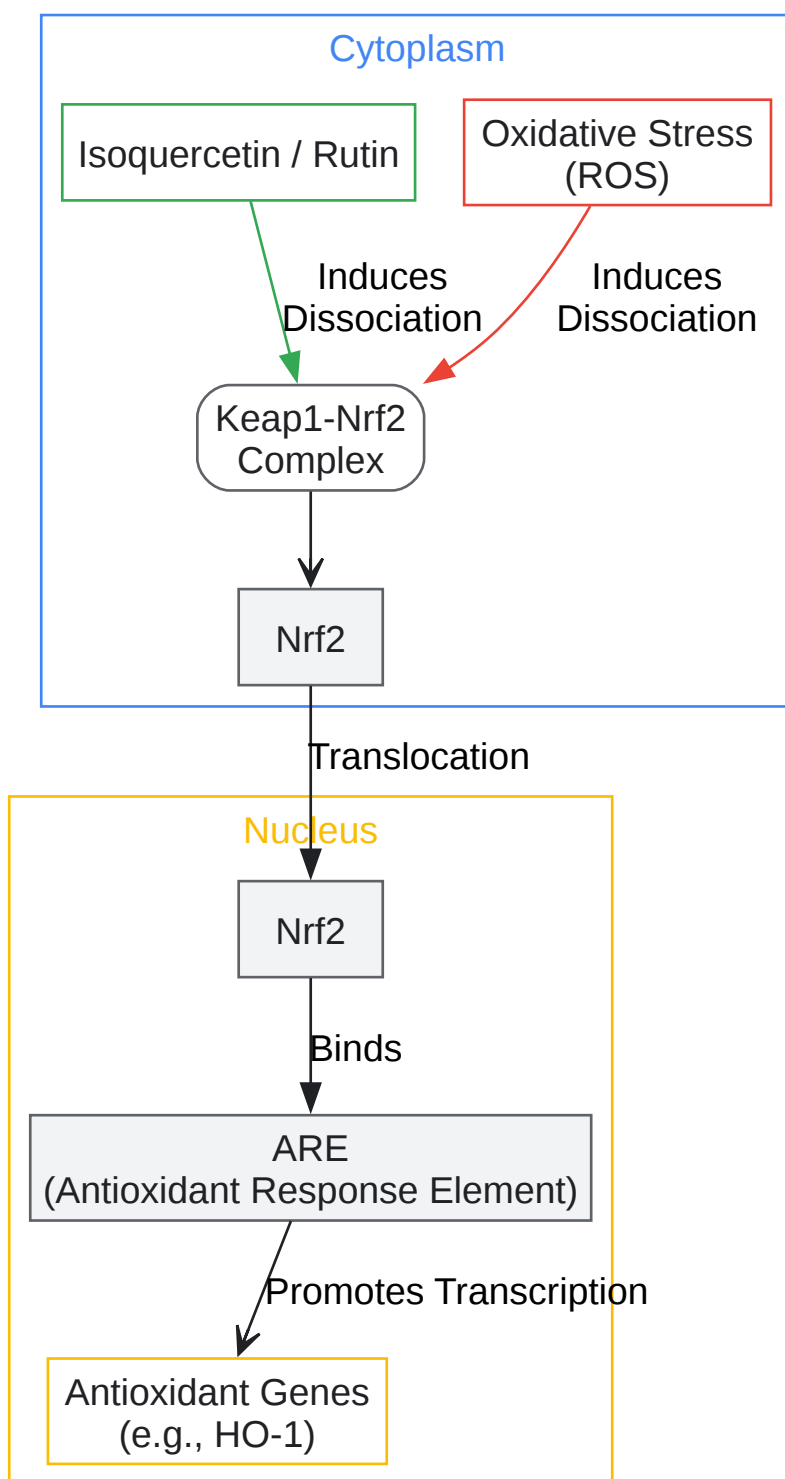 Cytoplasm
Isoquercetin / Rutin
Oxidative Stress
(ROS)
Induces
Dissociation
Induces
Dissociation
Keap1-Nrf2
Complex
Nrf2
Translocation
Nucleus
Nrf2
Binds
ARE
(Antioxidant Response Element)
Promotes Transcription
Antioxidant Genes
(e.g., HO-1)